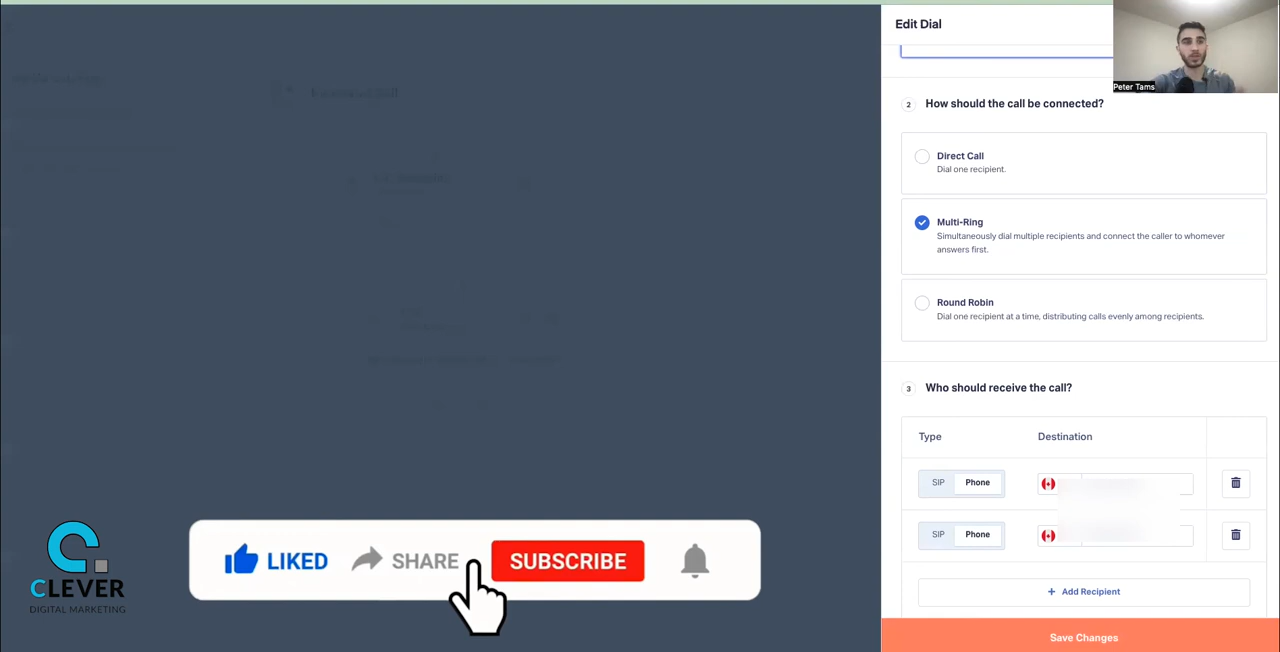 Edit Dial
Peter Tams
2 How should the call be connected?
Direct Call
Dial one recipient.
Multi-Ring
Simultaneously dial multiple recipients and connect the caller to whomever
answers first.
Round Robin
Dial one recipient at a time, distributing calls evenly among recipients.
3 Who should receive the call?
Type Destination
SIP Phone
SIP Phone
+ Add Recipient
Save Changes
LIKED SHARE SUBSCRIBE
CLEVER
DIGITAL MARKETING